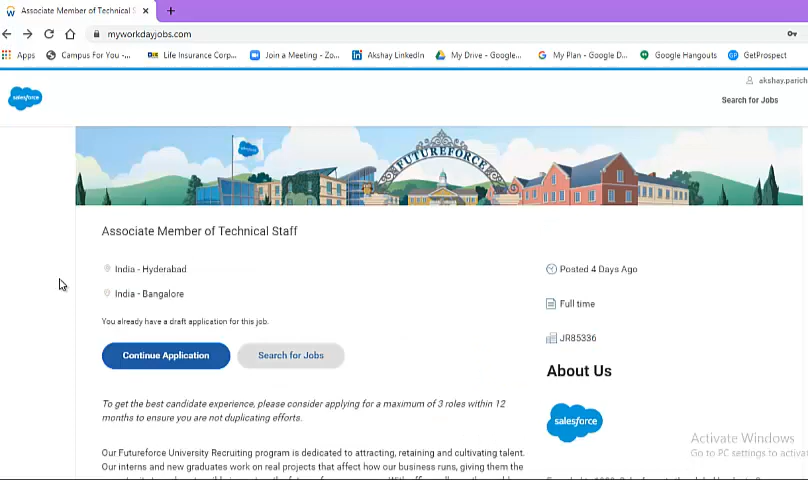 Associate Member of Technical S
myworkdayjobs.com
Apps Campus For You -... Life Insurance Corp... Join a Meeting - Zo... Akshay LinkedIn My Drive - Google... My Plan - Google D... Google Hangouts GetProspect
akshay.parich
salesforce
Search for Jobs
salesforce
FUTUREFORCE
Associate Member of Technical Staff
India - Hyderabad
Posted 4 Days Ago
India - Bangalore
Full time
You already have a draft application for this job.
JR85336
Continue Application Search for Jobs
About Us
To get the best candidate experience, please consider applying for a maximum of 3 roles within 12
months to ensure you are not duplicating efforts.
salesforce
Activate Windows
Go to PC settings to activa
Our Futureforce University Recruting program is dedicated to attracting, retaining and cultivating talent.
Our interns and new graduates work on real projects that affect how our business runs, giving them the